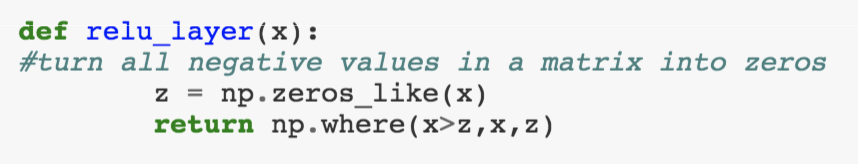 def relu_layer(x):
#turn all negative values in a matrix into zeros
        z = np.zeros_like(x)
        return np.where(x>z,x,z)